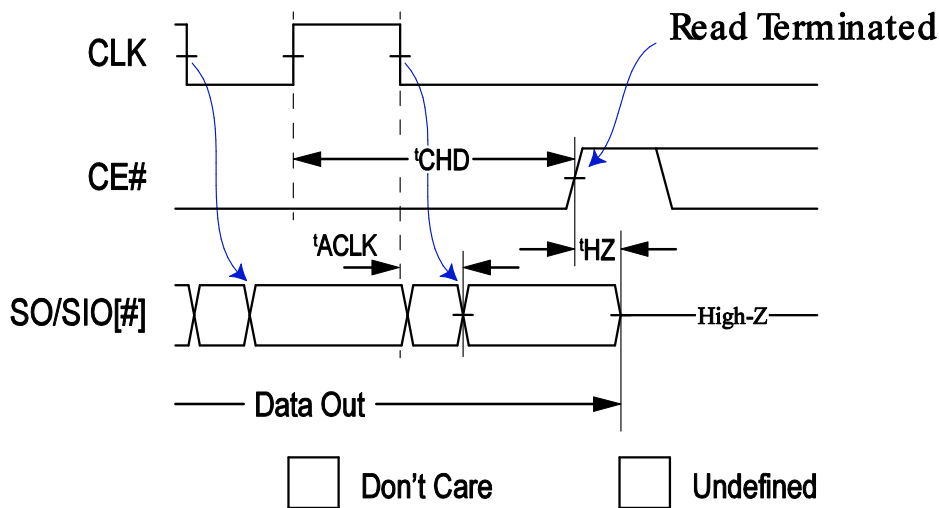 Read Terminated
CLK
tCHD
CE#
tACLK
tHZ
SO/SIO[#]
High-Z
Data Out
Don't Care
Undefined